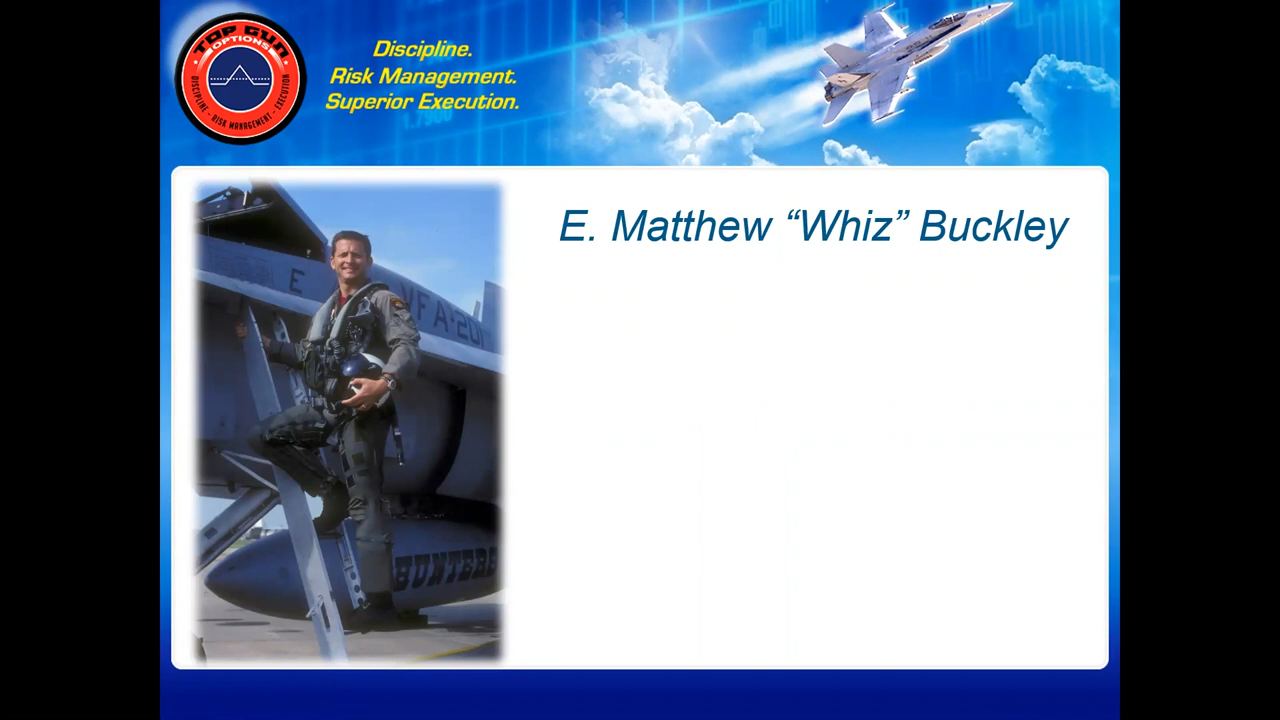 TOP GUN
OPTIONS
DISCIPLINE - RISK MANAGEMENT - EXECUTION
Discipline.
Risk Management.
Superior Execution.
E. Matthew “Whiz” Buckley
E
VFA-201
HUNTERS